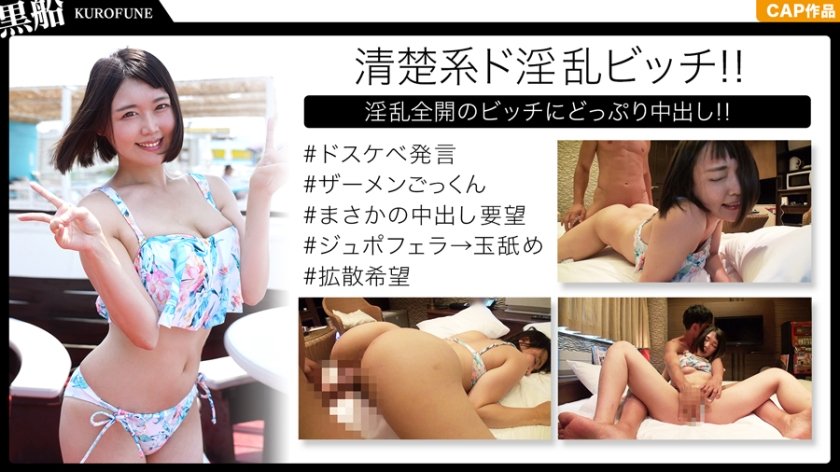 黒船 KUROFUNE
CAP作品
清楚系ド淫乱ビッチ!!
淫乱全開のビッチにどっぷり中出し!!
#ドスケベ発言
#ザーメンごっくん
#まさかの中出し要望
#ジュポフェラ→玉舐め
#拡散希望